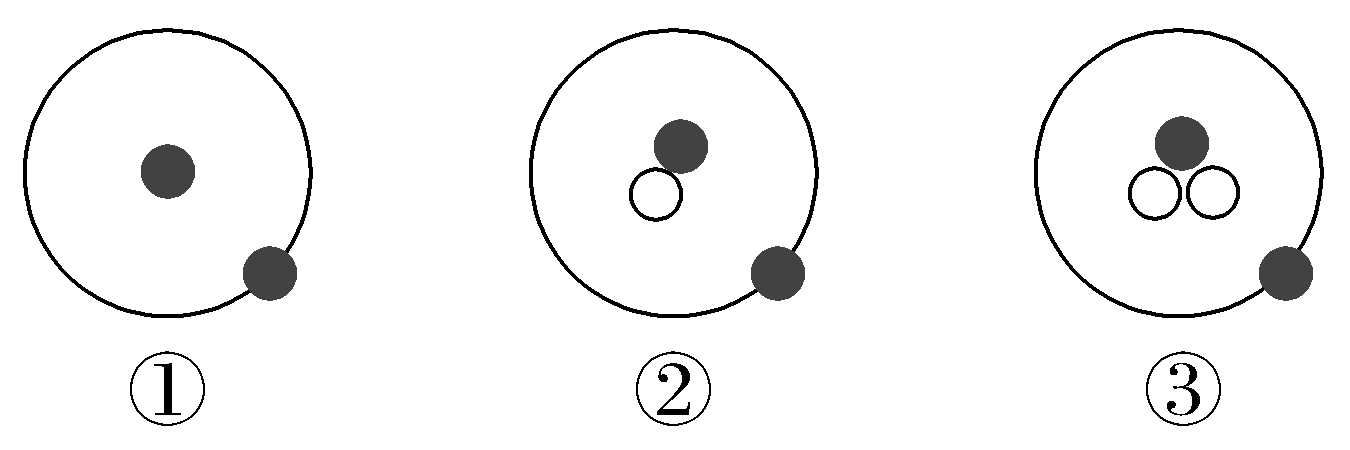 ① ② ③